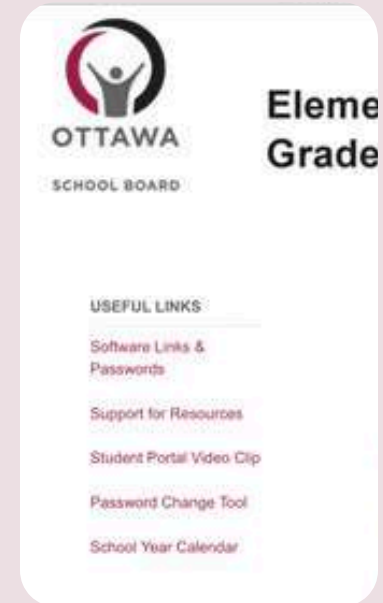 OTTAWA
SCHOOL BOARD
Eleme
Grade
USEFUL LINKS
Software Links &
Passwords
Support for Resources
Student Portal Video Clip
Password Change Tool
School Year Calendar